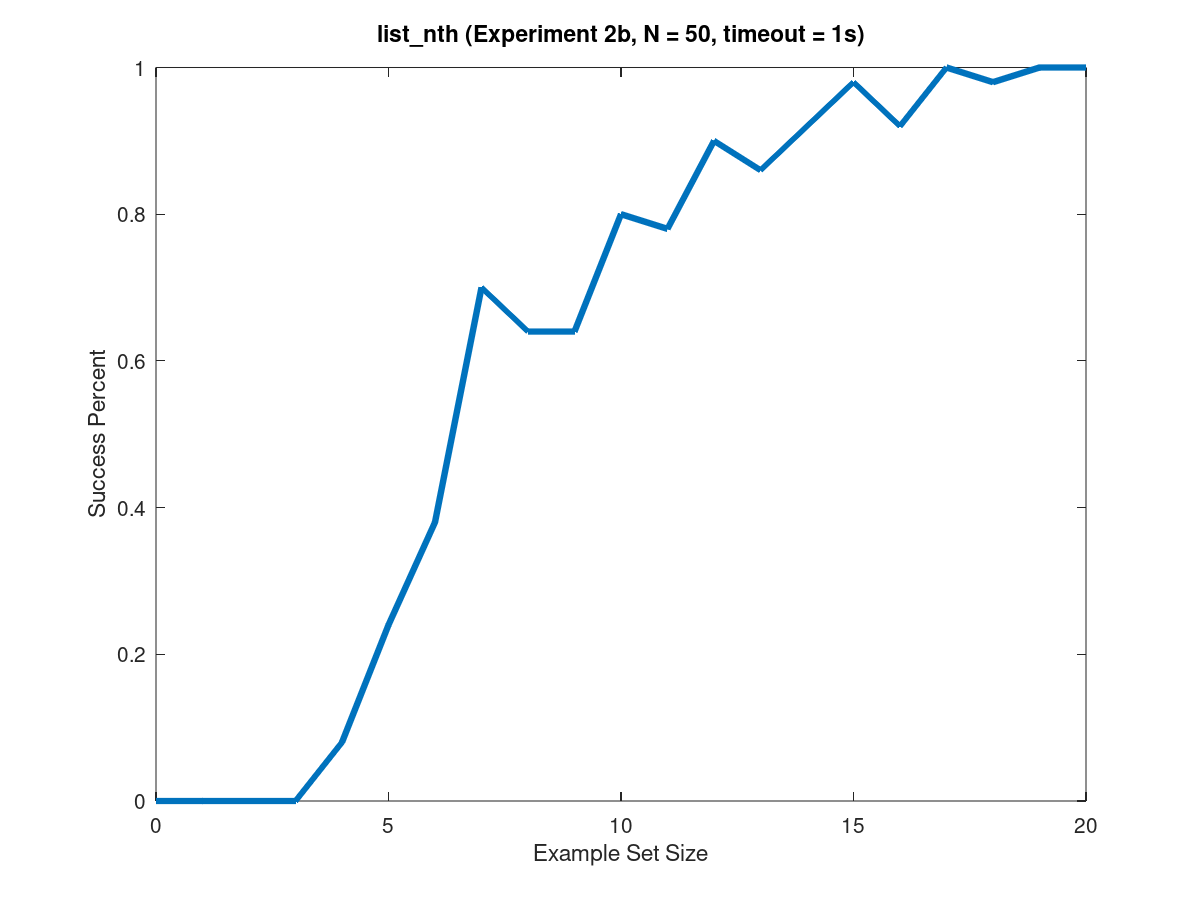 list_nth (Experiment 2b, N = 50, timeout = 1s)
1
0.8
0.6
0.4
0.2
0
Success Percent
0 5 10 15 20
Example Set Size